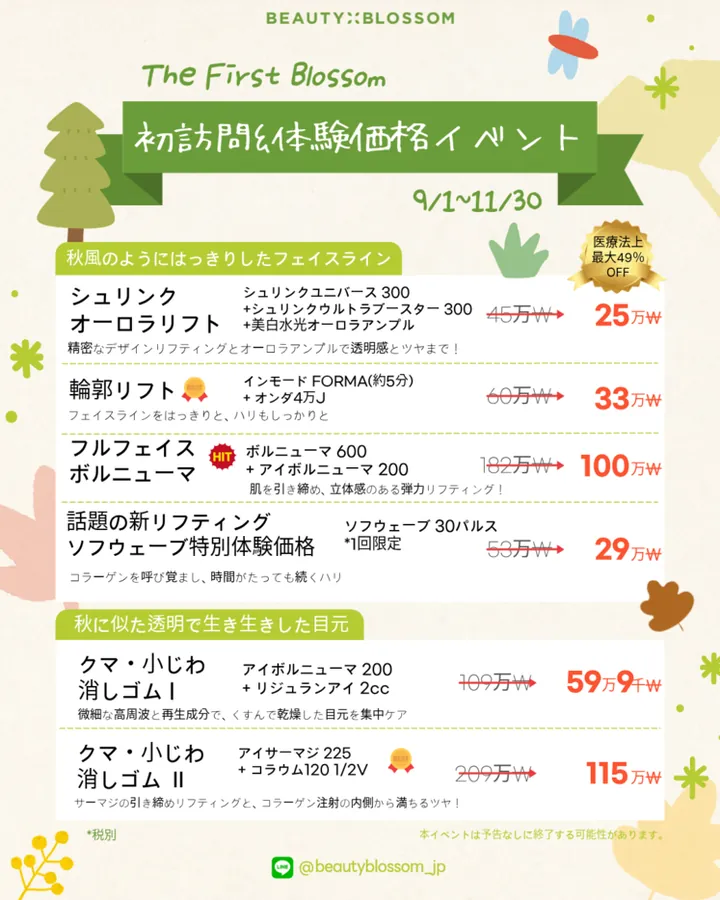 BEAUTY BLOSSOM
The First Blossom
初訪問&体験価格イベント
9/1~11/30
医療法上
最大49%
OFF
秋風のようにはっきりしたフェイスライン
シュリンク
オーロラリフト
シュリンクユニバース 300
+シュリンクウルトラブースター 300
+美白水光オーロラアンプル
45万₩
25万₩
精密なデザインリフティングとオーロラアンプルで透明感とツヤまで！
輪郭リフト
BEST
インモード FORMA(約5分)
+ オンダ4万J
60万₩
33万₩
フェイスラインをはっきりと、ハリもしっかりと
フルフェイス
ボルニューマ
HIT
ボルニューマ 600
+ アイボルニューマ 200
182万₩
100万₩
肌を引き締め、立体感のある弾力リフティング！
話題の新リフティング
ソフウェーブ特別体験価格
ソフウェーブ 30パルス
*1回限定
53万₩
29万₩
コラーゲンを呼び覚まし、時間がたっても続くハリ
秋に似た透明で生き生きした目元
クマ・小じわ
消しゴム I
アイボルニューマ 200
+ リジュランアイ 2cc
109万₩
59万9千₩
微細な高周波と再生成分で、くすんで乾燥した目元を集中ケア
クマ・小じわ
消しゴム II
アイサーマジ 225
+ コラウム120 1/2V
BEST
209万₩
115万₩
サーマジの引き締めリフティングと、コラーゲン注射の内側から満ちるツヤ！
*税別
本イベントは予告なしに終了する可能性があります。
LINE
@beautyblossom_jp